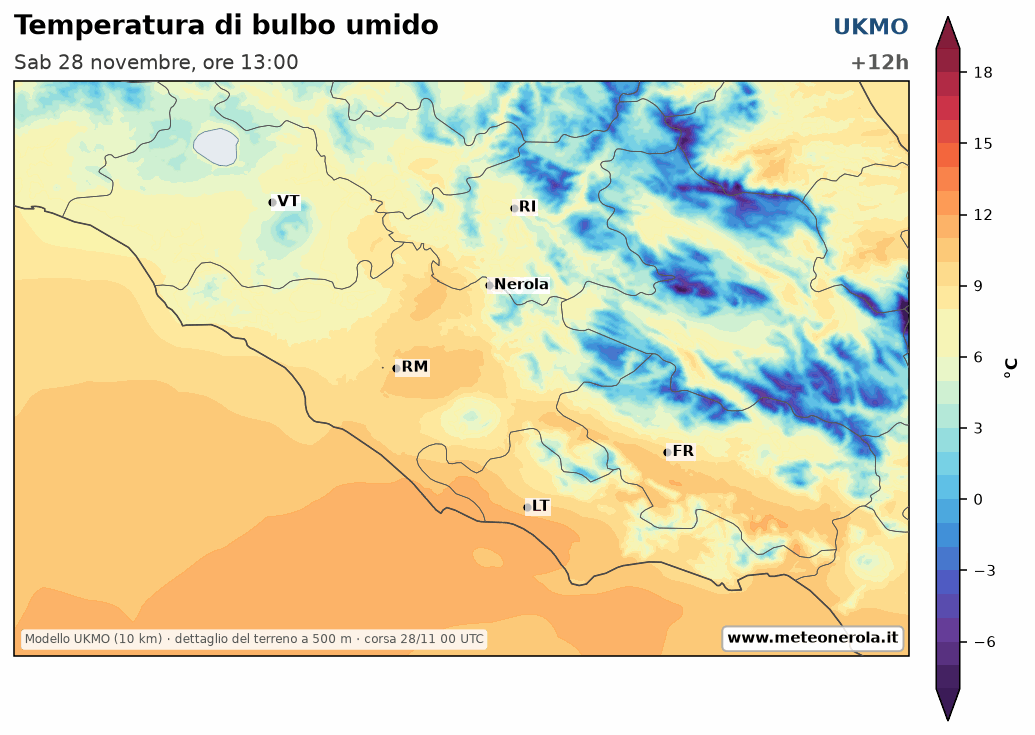 Temperatura di bulbo umido
UKMO
Sab 28 novembre, ore 13:00
+12h
VT
RI
Nerola
RM
FR
LT
18
15
12
9
6
3
0
−3
−6
°C
Modello UKMO (10 km) · dettaglio del terreno a 500 m · corsa 28/11 00 UTC
www.meteonerola.it